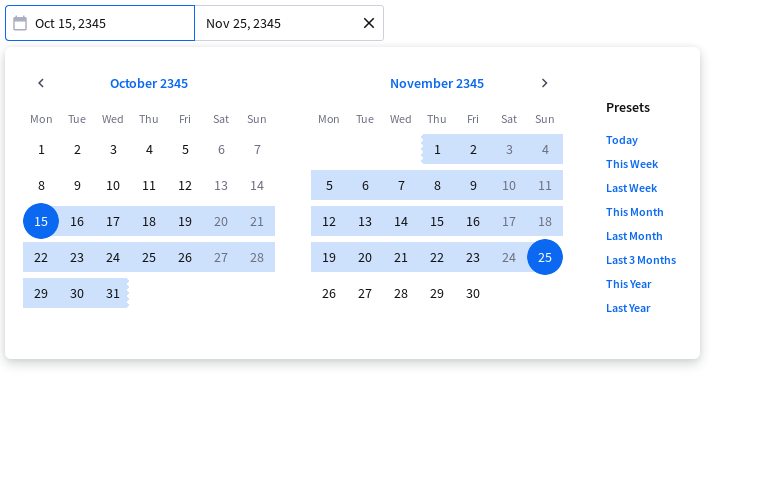 Oct 15, 2345 Nov 25, 2345
October 2345
Mon Tue Wed Thu Fri Sat Sun
1 2 3 4 5 6 7
8 9 10 11 12 13 14
15 16 17 18 19 20 21
22 23 24 25 26 27 28
29 30 31
November 2345
Mon Tue Wed Thu Fri Sat Sun
1 2 3 4
5 6 7 8 9 10 11
12 13 14 15 16 17 18
19 20 21 22 23 24 25
26 27 28 29 30
Presets
Today
This Week
Last Week
This Month
Last Month
Last 3 Months
This Year
Last Year